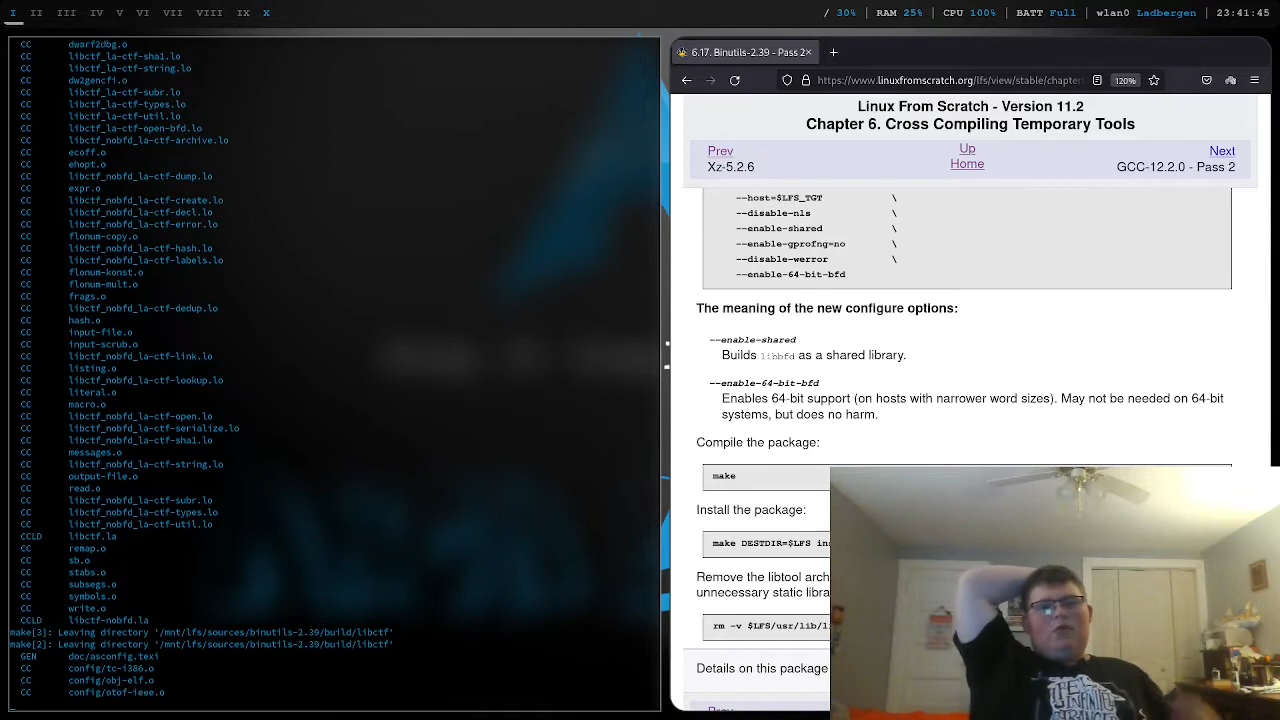 I II III IV V VI VII VIII IX X
/ 30% | RAM 25% | CPU 100% | BATT Full | wlan0 Ladbergen | 23:41:45
CC dwarf2dbg.o
CC libctf_la-ctf-sha1.lo
CC libctf_la-ctf-string.lo
CC dw2gencfi.o
CC libctf_la-ctf-subr.lo
CC libctf_la-ctf-types.lo
CC libctf_la-ctf-util.lo
CC libctf_la-ctf-open-bfd.lo
CC libctf_nobfd_la-ctf-archive.lo
CC ecoff.o
CC ehopt.o
CC libctf_nobfd_la-ctf-dump.lo
CC expr.o
CC libctf_nobfd_la-ctf-create.lo
CC libctf_nobfd_la-ctf-decl.lo
CC libctf_nobfd_la-ctf-error.lo
CC flonum-copy.o
CC libctf_nobfd_la-ctf-hash.lo
CC libctf_nobfd_la-ctf-labels.lo
CC flonum-konst.o
CC flonum-mult.o
CC frags.o
CC libctf_nobfd_la-ctf-dedup.lo
CC hash.o
CC input-file.o
CC input-scrub.o
CC libctf_nobfd_la-ctf-link.lo
CC listing.o
CC libctf_nobfd_la-ctf-lookup.lo
CC literal.o
CC macro.o
CC libctf_nobfd_la-ctf-open.lo
CC libctf_nobfd_la-ctf-serialize.lo
CC libctf_nobfd_la-ctf-sha1.lo
CC messages.o
CC libctf_nobfd_la-ctf-string.lo
CC output-file.o
CC read.o
CC libctf_nobfd_la-ctf-subr.lo
CC libctf_nobfd_la-ctf-types.lo
CC libctf_nobfd_la-ctf-util.lo
CCLD libctf.la
CC remap.o
CC sb.o
CC stabs.o
CC subsegs.o
CC symbols.o
CC write.o
CCLD libctf-nobfd.la
make[3]: Leaving directory '/mnt/lfs/sources/binutils-2.39/build/libctf'
make[2]: Leaving directory '/mnt/lfs/sources/binutils-2.39/build/libctf'
GEN doc/asconfig.texi
CC config/tc-i386.o
CC config/obj-elf.o
CC config/atof-ieee.o
6.17. Binutils-2.39 - Pass 2
https://www.linuxfromscratch.org/lfs/view/stable/chapter
120%
Linux From Scratch - Version 11.2
Chapter 6. Cross Compiling Temporary Tools
Prev Up Next
Xz-5.2.6 Home GCC-12.2.0 - Pass 2
--host=$LFS_TGT \
--disable-nls \
--enable-shared \
--enable-gprofng=no \
--disable-werror \
--enable-64-bit-bfd
The meaning of the new configure options:
--enable-shared
Builds libbfd as a shared library.
--enable-64-bit-bfd
Enables 64-bit support (on hosts with narrower word sizes). May not be needed on 64-bit
systems, but does no harm.
Compile the package:
make
Install the package:
make DESTDIR=$LFS ins
Remove the libtool arch
unnecessary static libra
rm -v $LFS/usr/lib/li
Details on this package
Prev